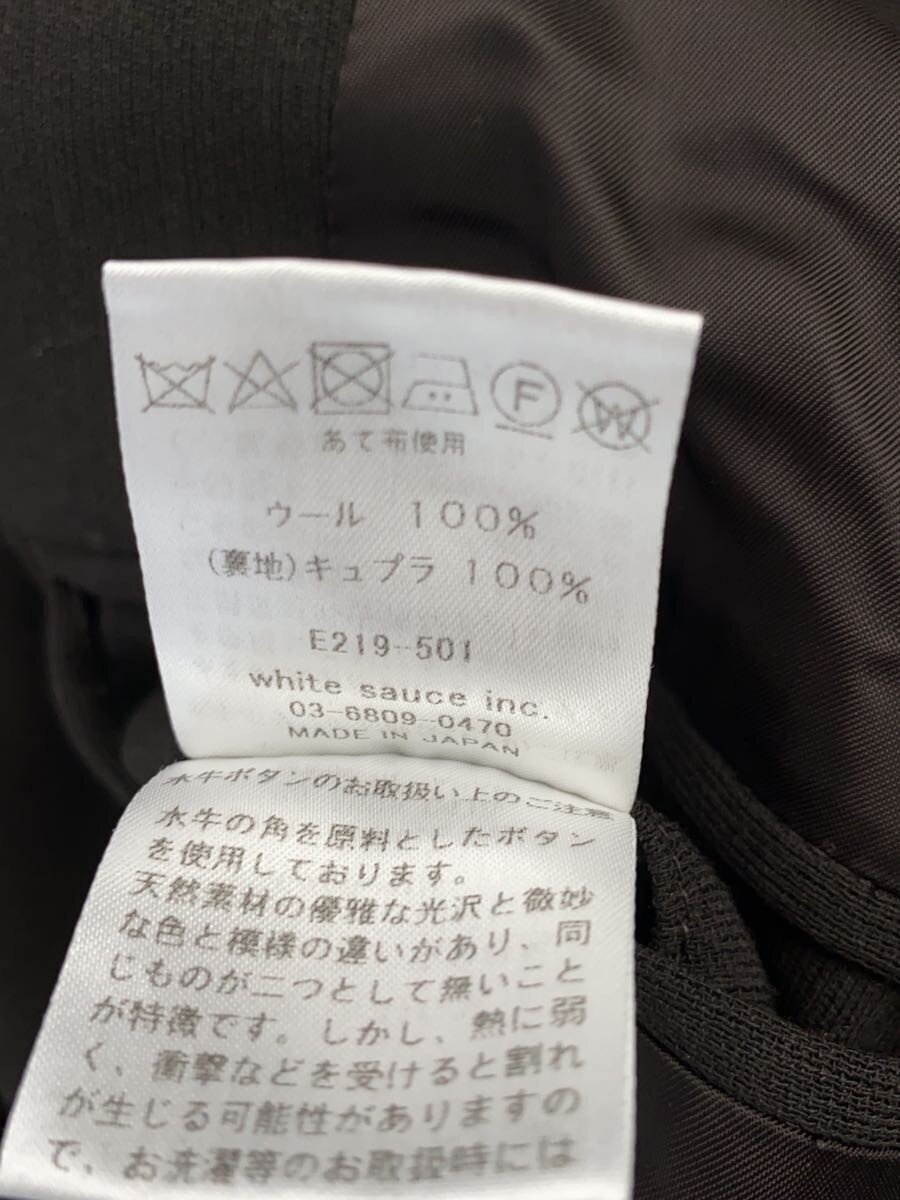 F W
あて布使用
ウール 100%
(裏地)キュプラ 100%
E219-501
white sauce inc.
03-6809-0470
MADE IN JAPAN
水牛ボタンのお取扱い上のご注意
水牛の角を原料としたボタン
を使用しております。
天然素材の優雅な光沢と微妙
な色と模様の違いがあり、同
じものが二つとして無いこと
が特徴です。しかし、熱に弱
く、衝撃などを受けると割れ
が生じる可能性がありますの
で、お洗濯等のお取扱時には